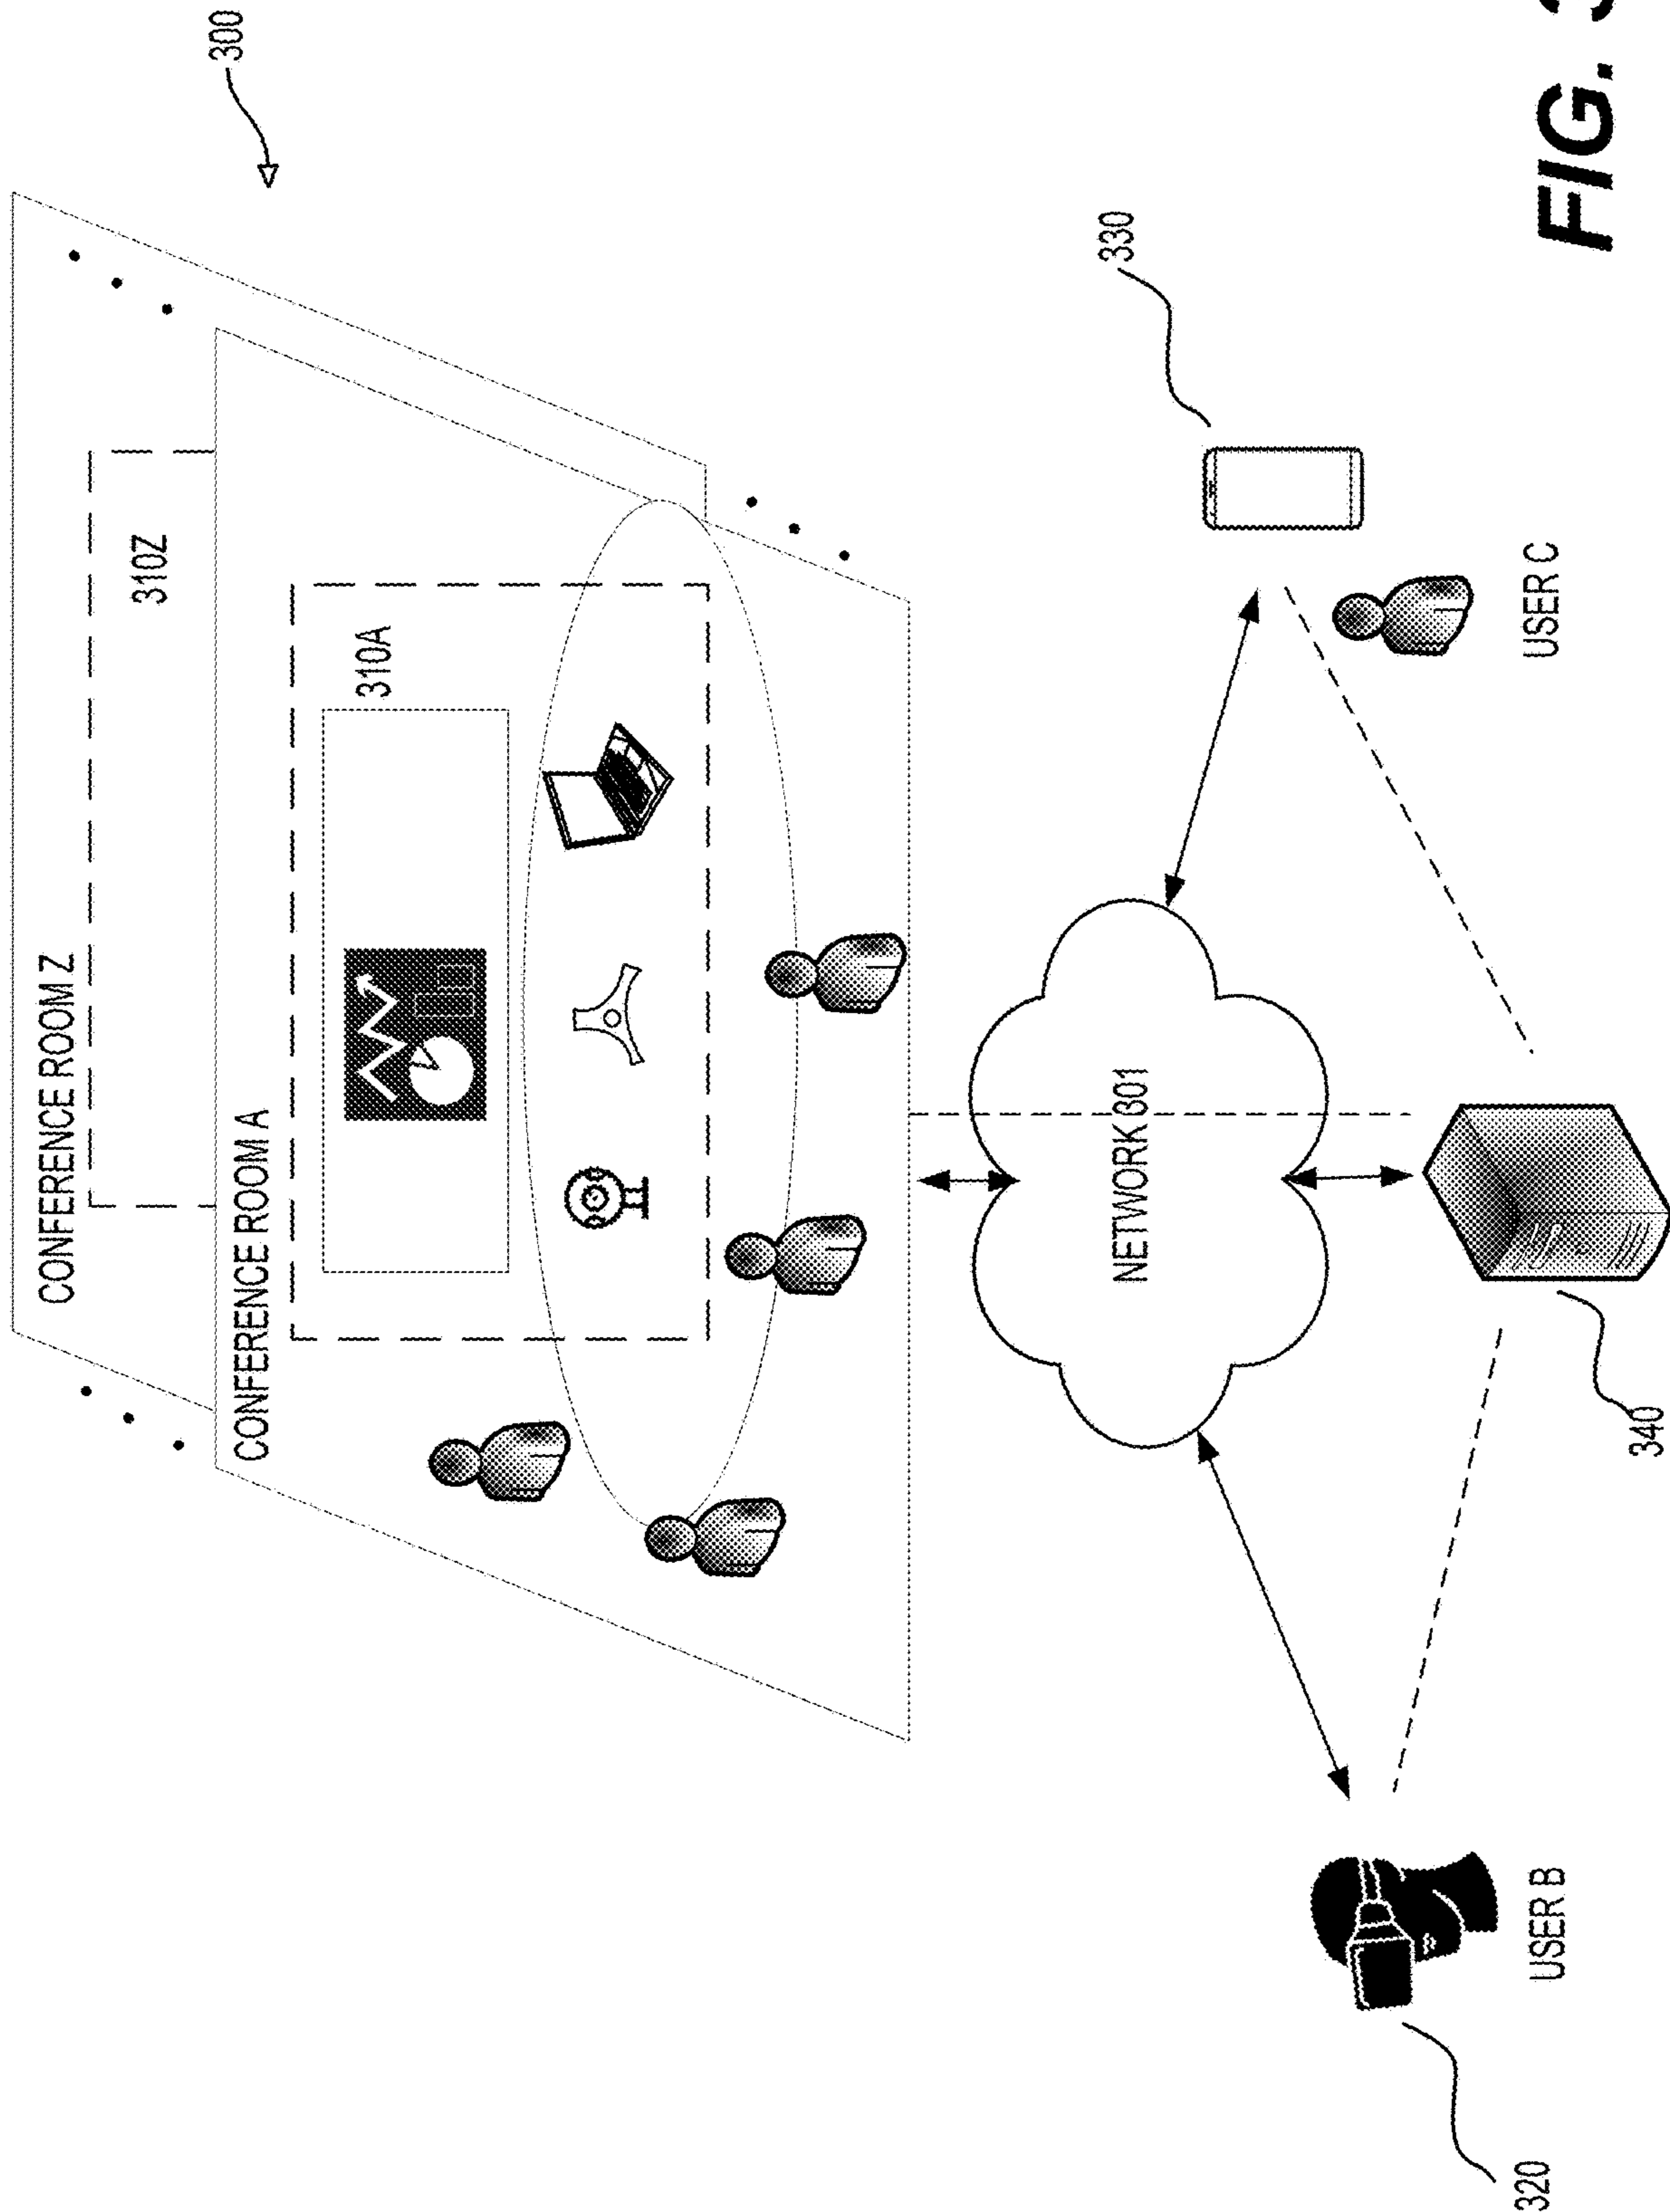 300
CONFERENCE ROOM Z
310Z
CONFERENCE ROOM A
310A
NETWORK 301
330
USER C
USER B
320
340
FIG. 3